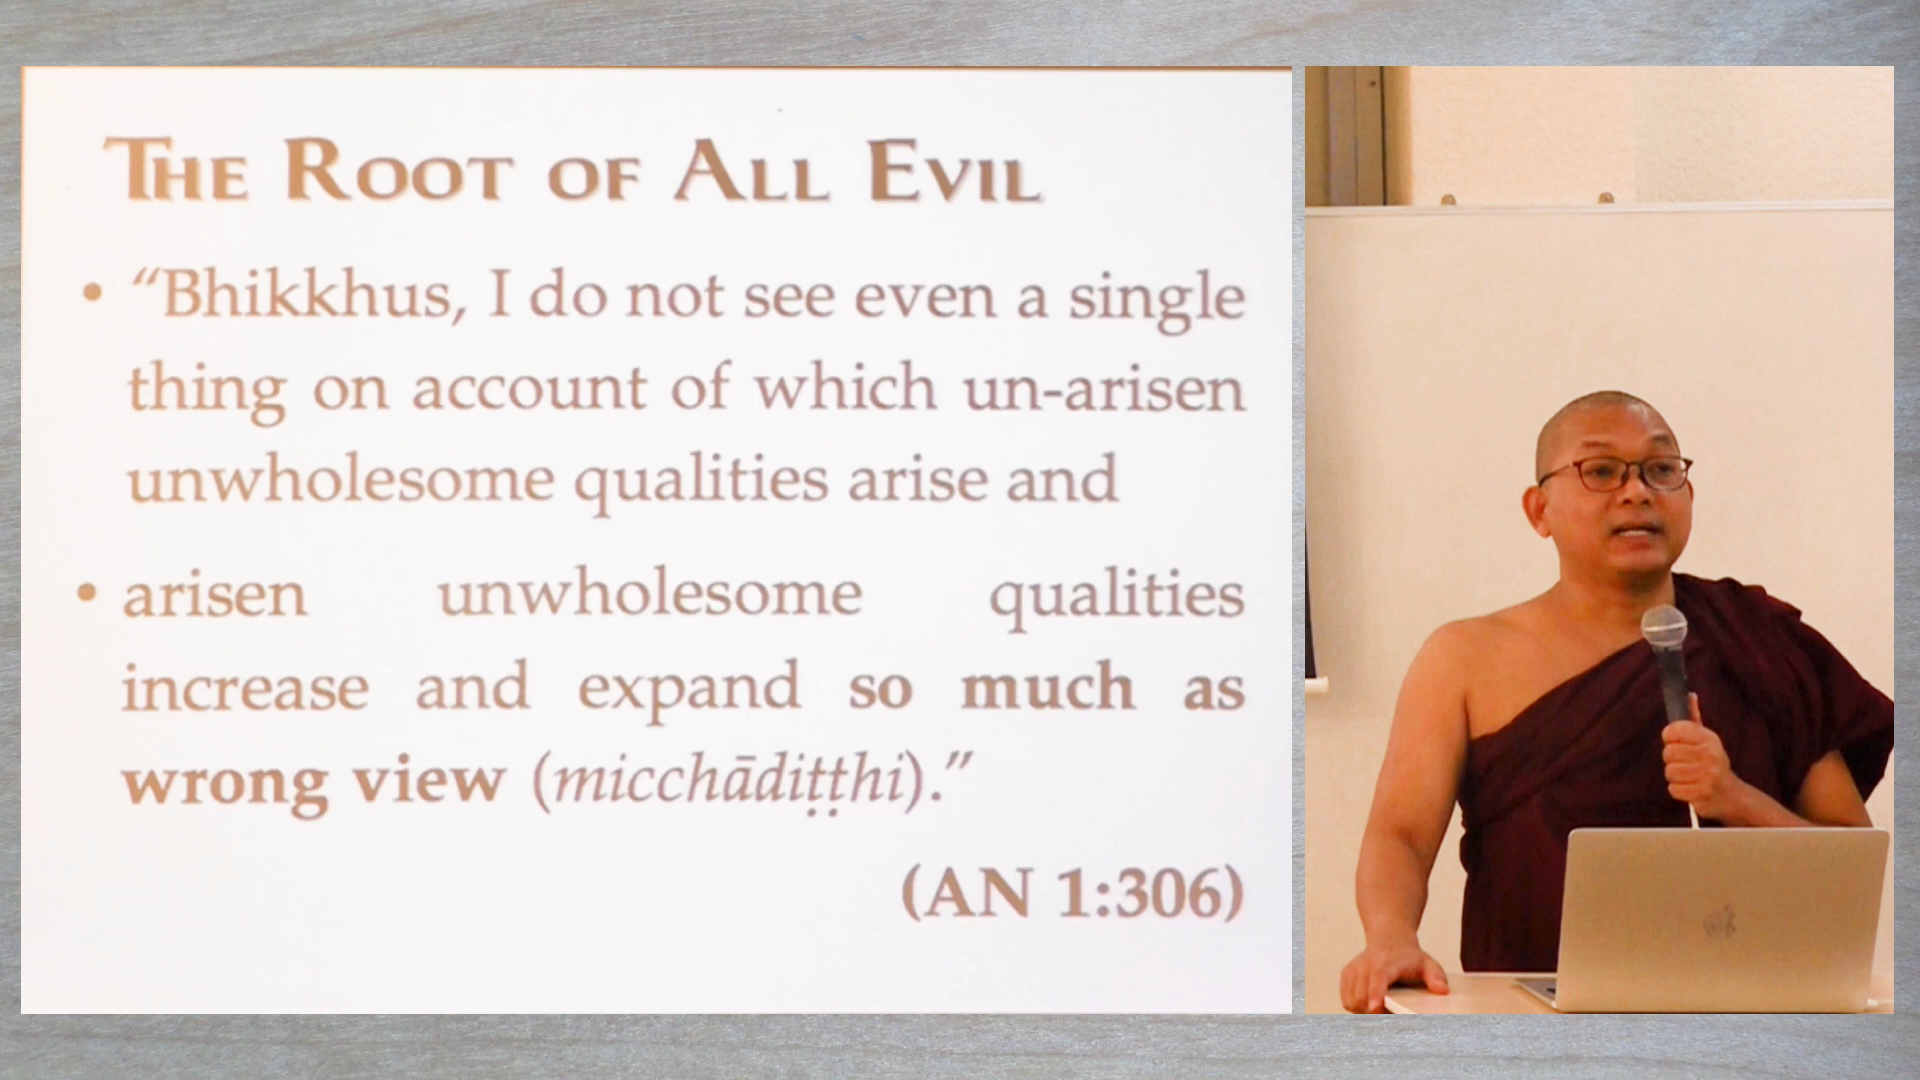 THE ROOT OF ALL EVIL
• “Bhikkhus, I do not see even a single
thing on account of which un-arisen
unwholesome qualities arise and
• arisen unwholesome qualities
increase and expand so much as
wrong view (micchādiṭṭhi).”
(AN 1:306)